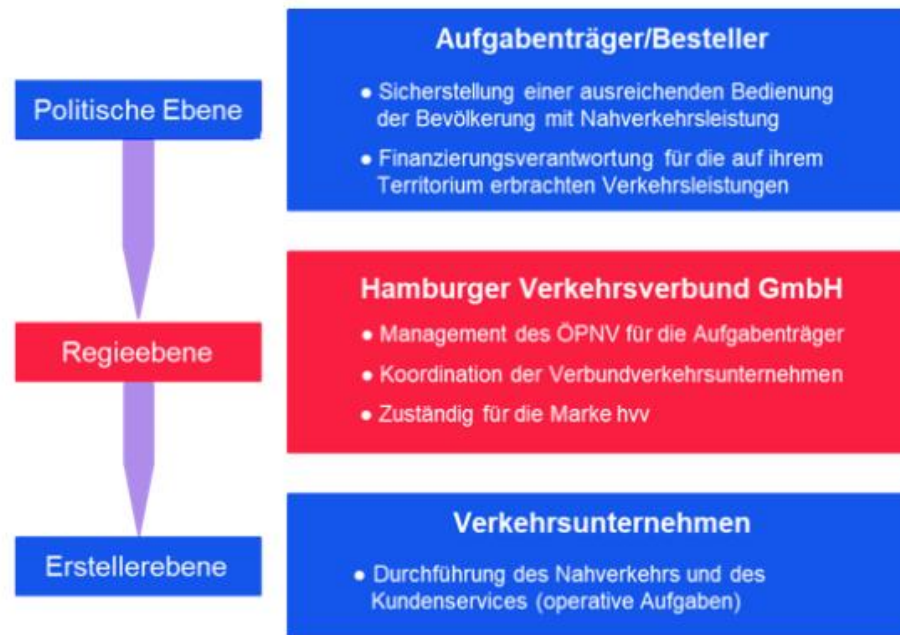 Politische Ebene
Aufgabenträger/Besteller
● Sicherstellung einer ausreichenden Bedienung
der Bevölkerung mit Nahverkehrsleistung
● Finanzierungsverantwortung für die auf ihrem
Territorium erbrachten Verkehrsleistungen
Regieebene
Hamburger Verkehrsverbund GmbH
● Management des ÖPNV für die Aufgabenträger
● Koordination der Verbundverkehrsunternehmen
● Zuständig für die Marke hvv
Erstellerebene
Verkehrsunternehmen
● Durchführung des Nahverkehrs und des
Kundenservices (operative Aufgaben)